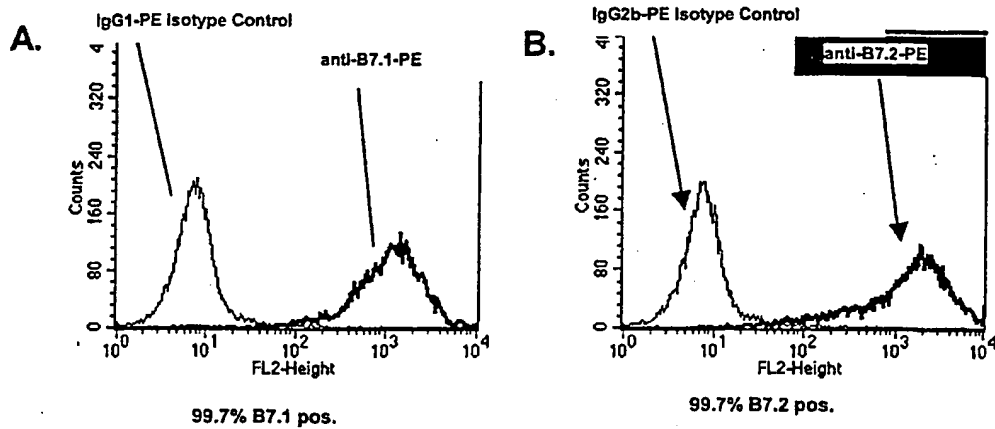 IgG1-PE Isotype Control
A.
anti-B7.1-PE
320
240
160
80
0
Counts
10^0 10^1 10^2 10^3 10^4
FL2-Height
99.7% B7.1 pos.
IgG2b-PE Isotype Control
B.
anti-B7.2-PE
320
240
160
80
0
Counts
10^0 10^1 10^2 10^3 10^4
FL2-Height
99.7% B7.2 pos.